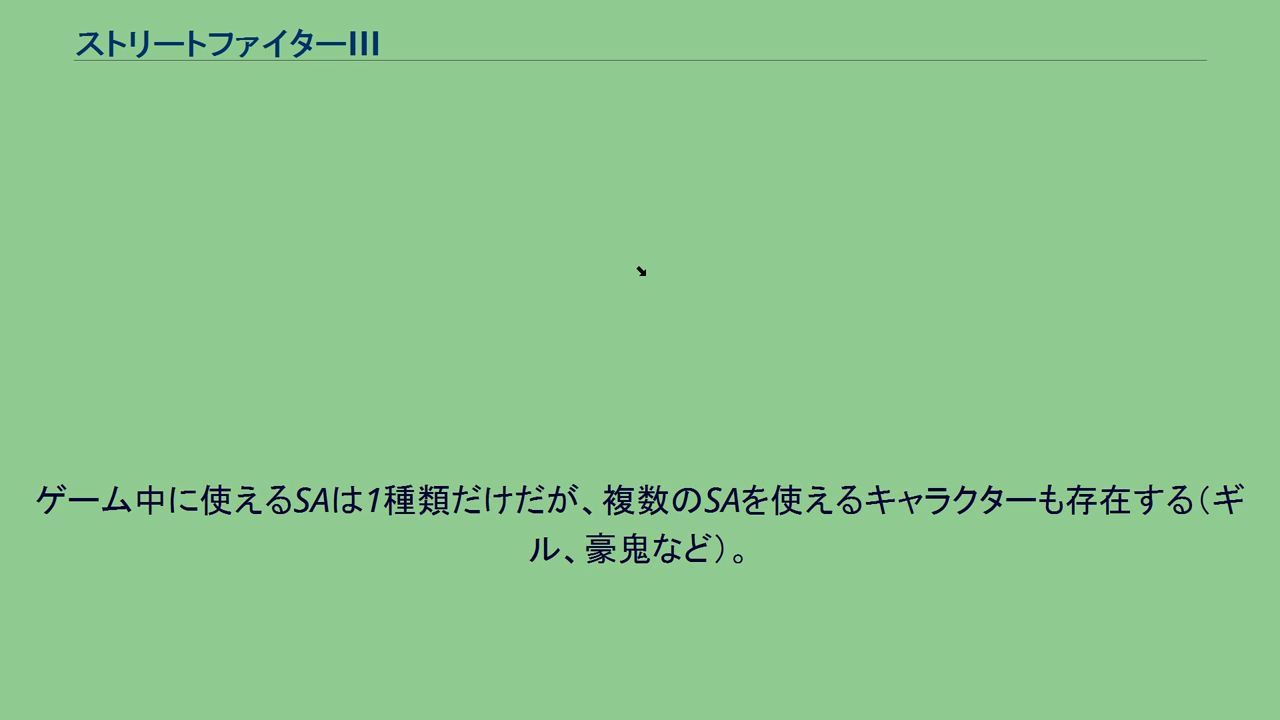 ストリートファイターIII
ゲーム中に使えるSAは1種類だけだが、複数のSAを使えるキャラクターも存在する（ギ
ル、豪鬼など）。